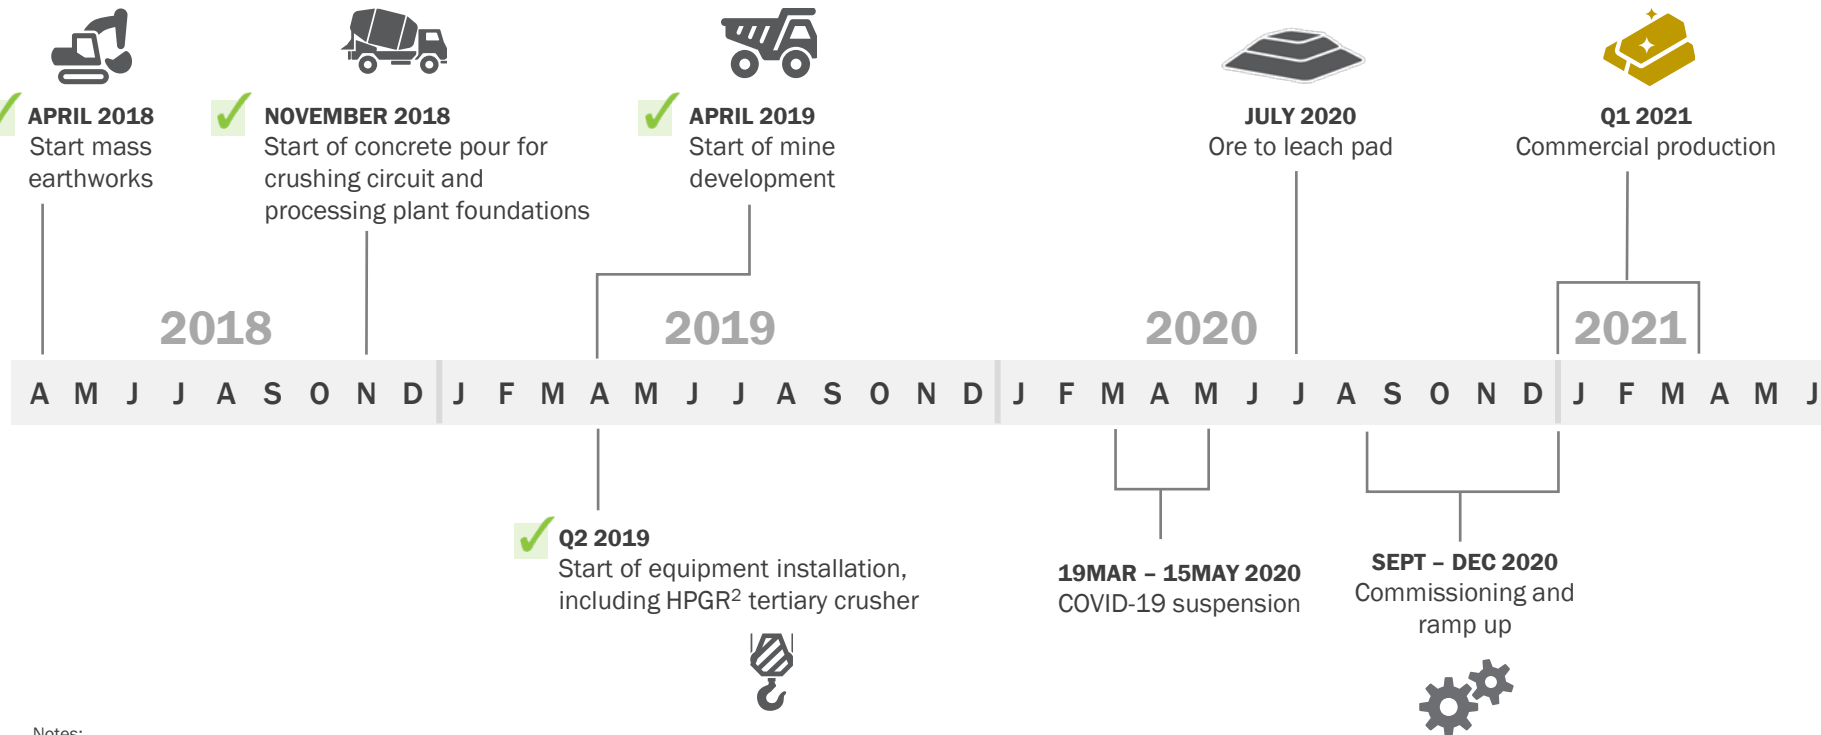 APRIL 2018
Start mass
earthworks
NOVEMBER 2018
Start of concrete pour for
crushing circuit and
processing plant foundations
APRIL 2019
Start of mine
development
JULY 2020
Ore to leach pad
Q1 2021
Commercial production
2018
2019
2020
2021
A M J J A S O N D J F M A M J J A S O N D J F M A M J J A S O N D J F M A M J
Q2 2019
Start of equipment installation,
including HPGR² tertiary crusher
19MAR – 15MAY 2020
COVID-19 suspension
SEPT – DEC 2020
Commissioning and
ramp up
Notes: